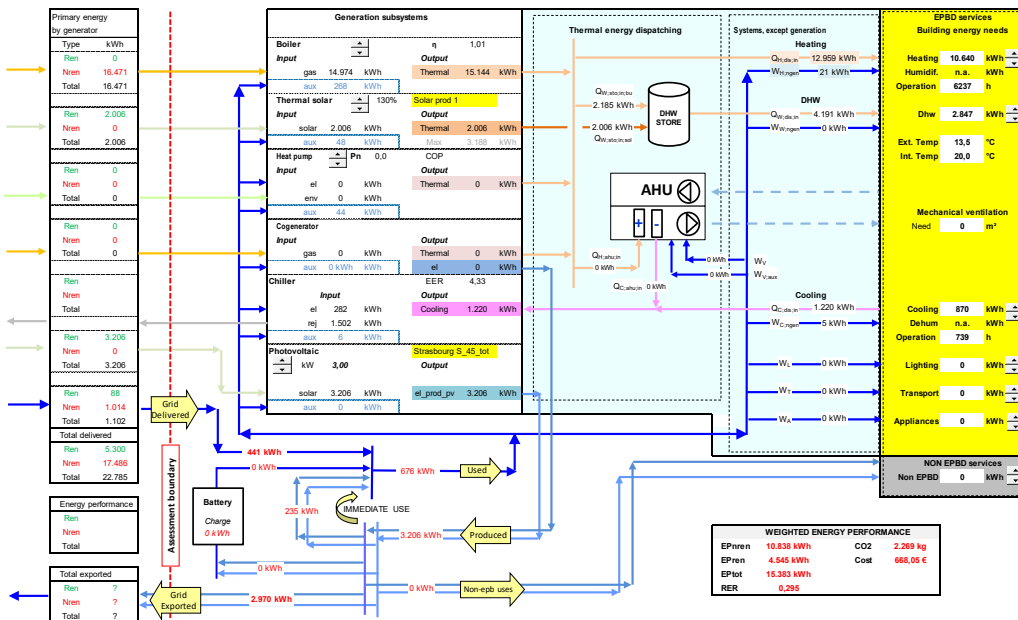 Primary energy
by generator
Type kWh
Ren 0
Nren 16.471
Total 16.471
Ren 2.006
Nren 0
Total 2.006
Ren 0
Nren 0
Total 0
Ren 0
Nren 0
Total 0
Ren
Nren
Total
Ren 3.206
Nren 0
Total 3.206
Ren 88
Nren 1.014
Total 1.102
Total delivered
Ren 5.300
Nren 17.486
Total 22.785
Energy performance
Ren
Nren
Total
Total exported
Ren ?
Nren ?
Total ?
Assessment boundary
Grid
Delivered
Grid
Exported
Generation subsystems
Boiler η 1,01
Input Output
gas 14.974 kWh Thermal 15.144 kWh
aux 268 kWh
Thermal solar 130% Solar prod 1
Input Output
solar 2.006 kWh Thermal 2.006 kWh
aux 48 kWh Max 3.188 kWh
Heat pump Pn 0,0 COP
Input Output
el 0 kWh Thermal 0 kWh
env 0 kWh
aux 44 kWh
Cogenerator
Input Output
gas 0 kWh Thermal 0 kWh
aux 0 kWh kWh el 0 kWh
Chiller EER 4,33
Input Output
el 282 kWh Cooling 1.220 kWh
rej 1.502 kWh
aux 6 kWh
Photovoltaic Strasbourg S_45_tot
kW 3,00 Output
solar 3.206 kWh el_prod_pv 3.206 kWh
aux 0 kWh
Thermal energy dispatching
QW,sto;in;bu
2.185 kWh
2.006 kWh
QW;sto;in;sol
DHW
STORE
AHU
+ -
QH;ahu;in
0 kWh
QC;ahu;in 0 kWh
Systems, except generation
Heating
QH;dis;in 12.959 kWh
WH;ngen 21 kWh
DHW
QW;dis;in 4.191 kWh
WW;ngen 0 kWh
0 kWh WV
0 kWh WV;aux
Cooling
QC;dis;in 1.220 kWh
WC;ngen 5 kWh
WL 0 kWh
WT 0 kWh
WA 0 kWh
EPBD services
Building energy needs
Heating 10.640 kWh
Humidif. n.a. kWh
Operation 6237 h
Dhw 2.847 kWh
Ext. Temp 13,5 °C
Int. Temp 20,0 °C
Mechanical ventilation
Need 0 m³
Cooling 870 kWh
Dehum n.a. kWh
Operation 739 h
Lighting 0 kWh
Transport 0 kWh
Appliances 0 kWh
NON EPBD services
Non EPBD 0 kWh
441 kWh
0 kWh
676 kWh
Used
Battery
Charge
0 kWh
235 kWh
IMMEDIATE USE
3.206 kWh
Produced
0 kWh
0 kWh
Non-epb uses
2.970 kWh
WEIGHTED ENERGY PERFORMANCE
EPnren 10.838 kWh CO2 2.269 kg
EPren 4.545 kWh Cost 668,05 €
EPtot 15.383 kWh
RER 0,295